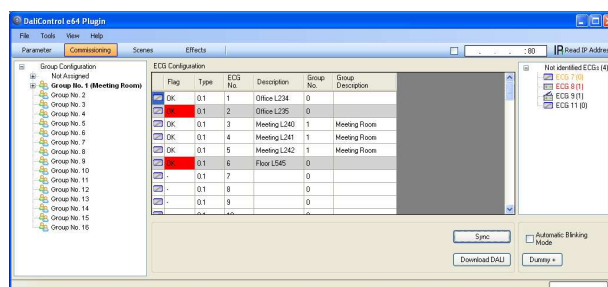 DaliControl e64 Plugin
File Tools View Help
Parameter Commissioning Scenes Effects . . . :80 IP Read IP Addres
Group Configuration
Not Assigned
Group No. 1 (Meeting Room)
Group No. 2
Group No. 3
Group No. 4
Group No. 5
Group No. 6
Group No. 7
Group No. 8
Group No. 9
Group No. 10
Group No. 11
Group No. 12
Group No. 13
Group No. 14
Group No. 15
Group No. 16
ECG Configuration
Flag Type ECG No. Description Group No. Group Description
OK 0.1 1 Office L234 0
OK 0.1 2 Office L235 0
OK 0.1 3 Meeting L240 1 Meeting Room
OK 0.1 4 Meeting L241 1 Meeting Room
OK 0.1 5 Meeting L242 1 Meeting Room
OK 0.1 6 Floor L545 0
- 0.1 7 0
- 0.1 8 0
- 0.1 9 0
Not identified ECGs (4)
ECG 7 (0)
ECG 8 (1)
ECG 9 (1)
ECG 11 (0)
Sync
Download DALI
Automatic Blinking
Mode
Dummy +